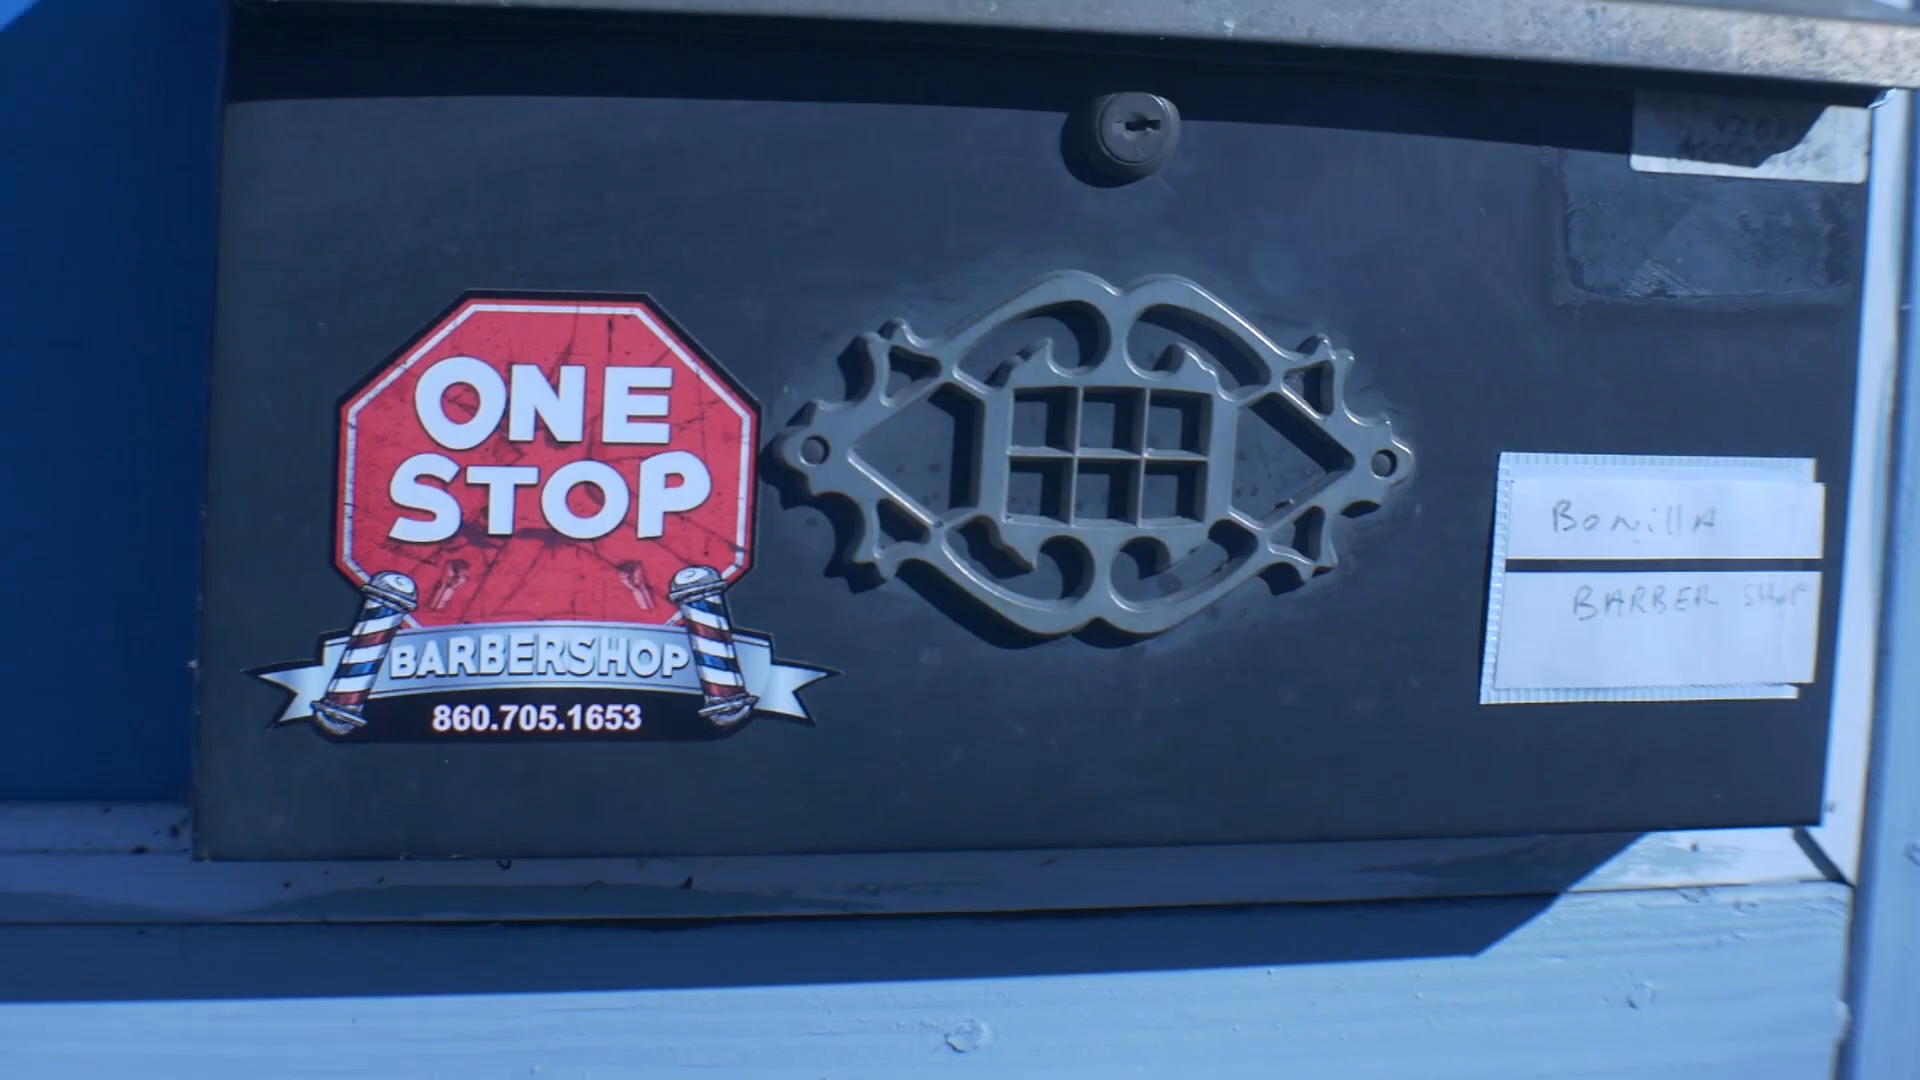 ONE
STOP
BARBERSHOP
860.705.1653
BonillA
BARBER SHOP